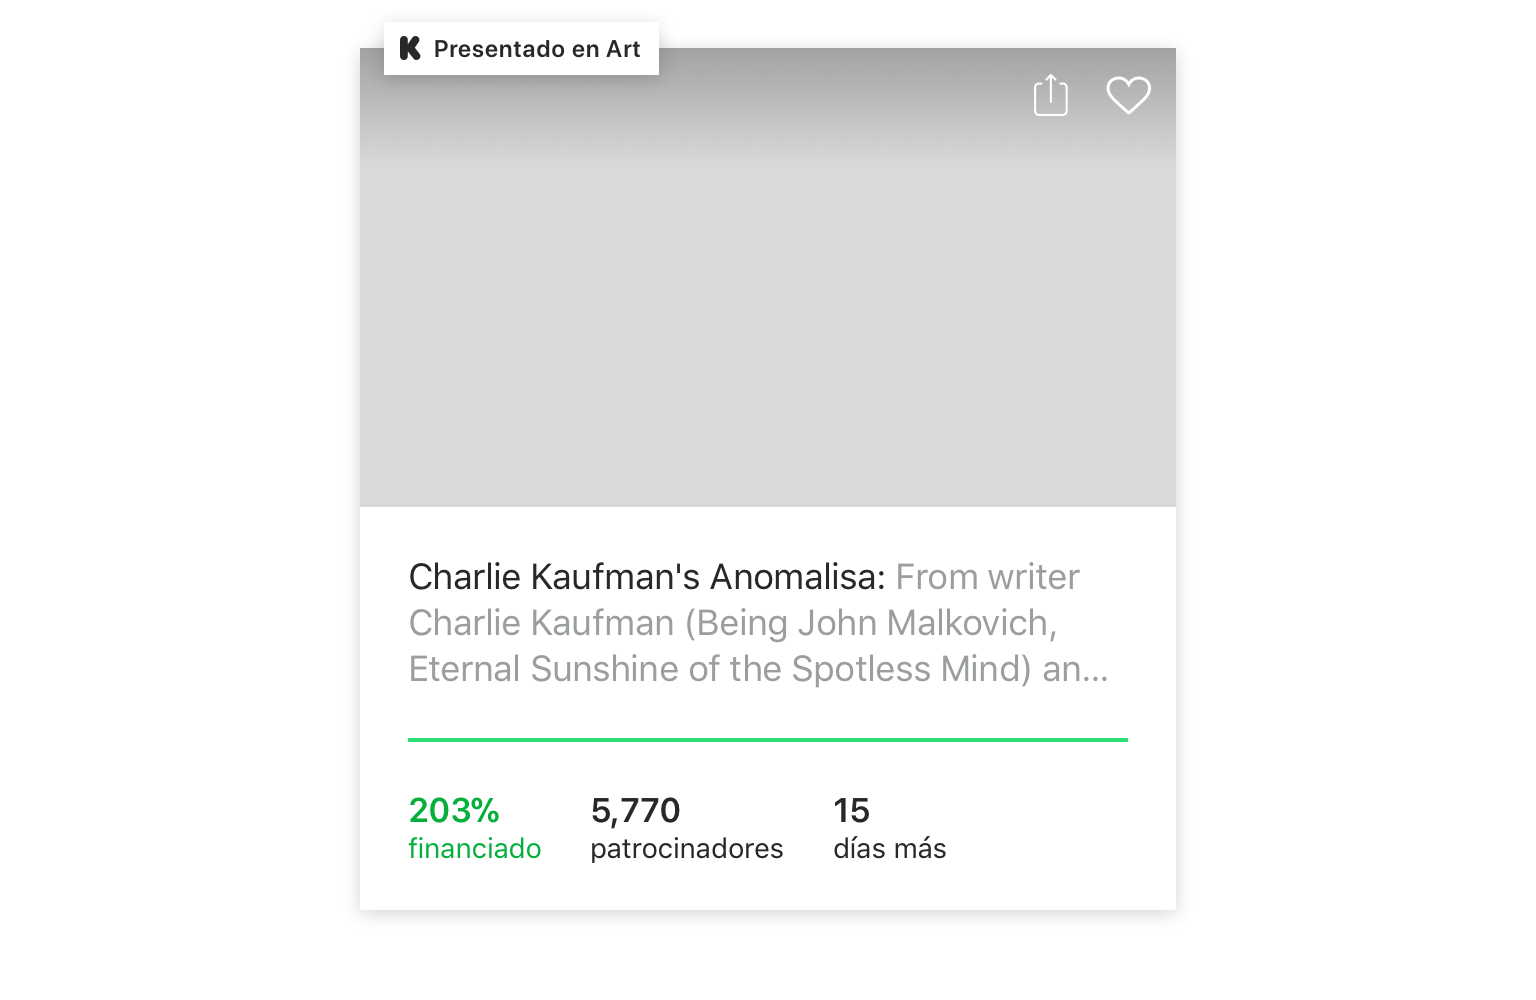 Presentado en Art
Charlie Kaufman's Anomalisa: From writer
Charlie Kaufman (Being John Malkovich,
Eternal Sunshine of the Spotless Mind) an...
203% 5,770 15
financiado patrocinadores días más